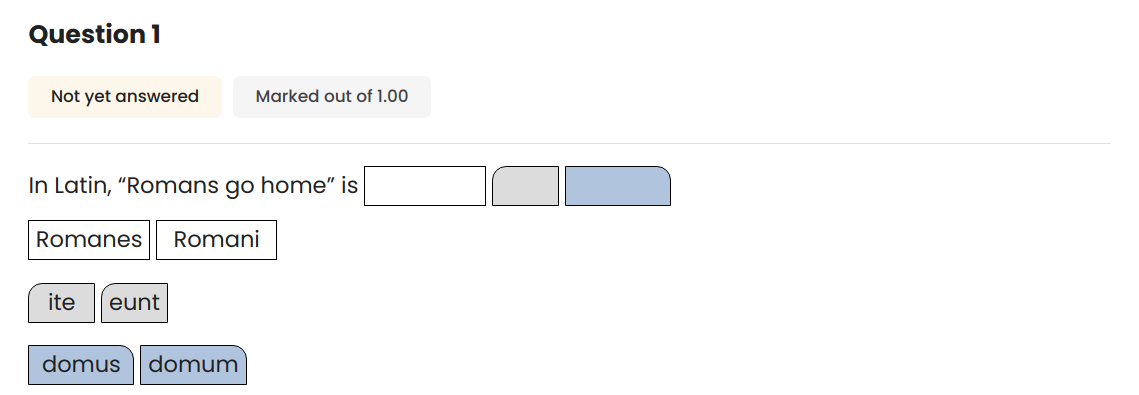 Question 1
Not yet answered Marked out of 1.00
In Latin, “Romans go home” is
Romanes Romani
ite eunt
domus domum